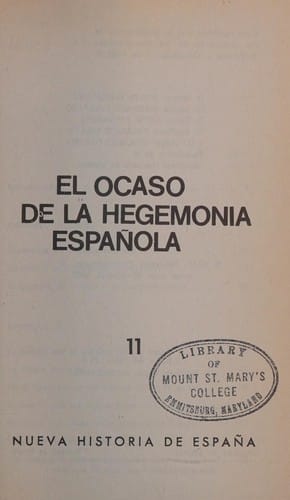 EL OCASO
DE LA HEGEMONIA
ESPAÑOLA
11
LIBRARY
OF
MOUNT ST. MARY'S
COLLEGE
EMMITSBURG, MARYLAND
NUEVA HISTORIA DE ESPAÑA